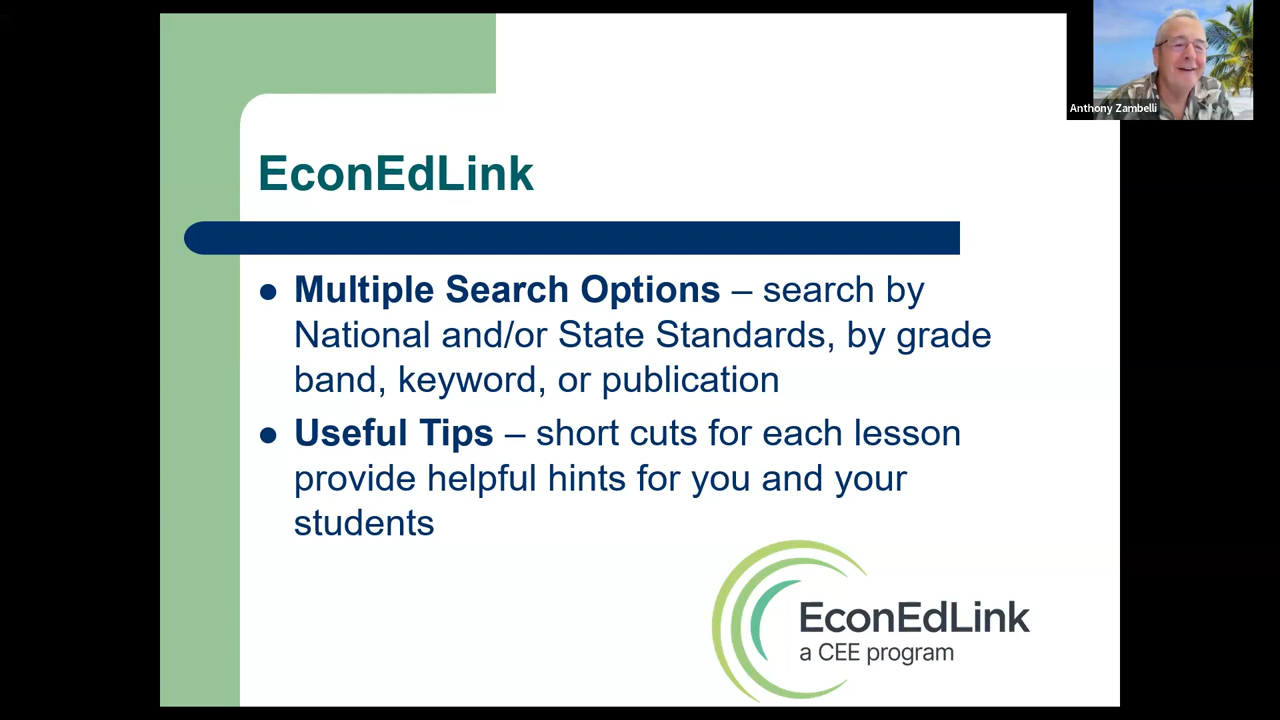 Anthony Zambelli
EconEdLink
● Multiple Search Options – search by
National and/or State Standards, by grade
band, keyword, or publication
● Useful Tips – short cuts for each lesson
provide helpful hints for you and your
students
EconEdLink
a CEE program